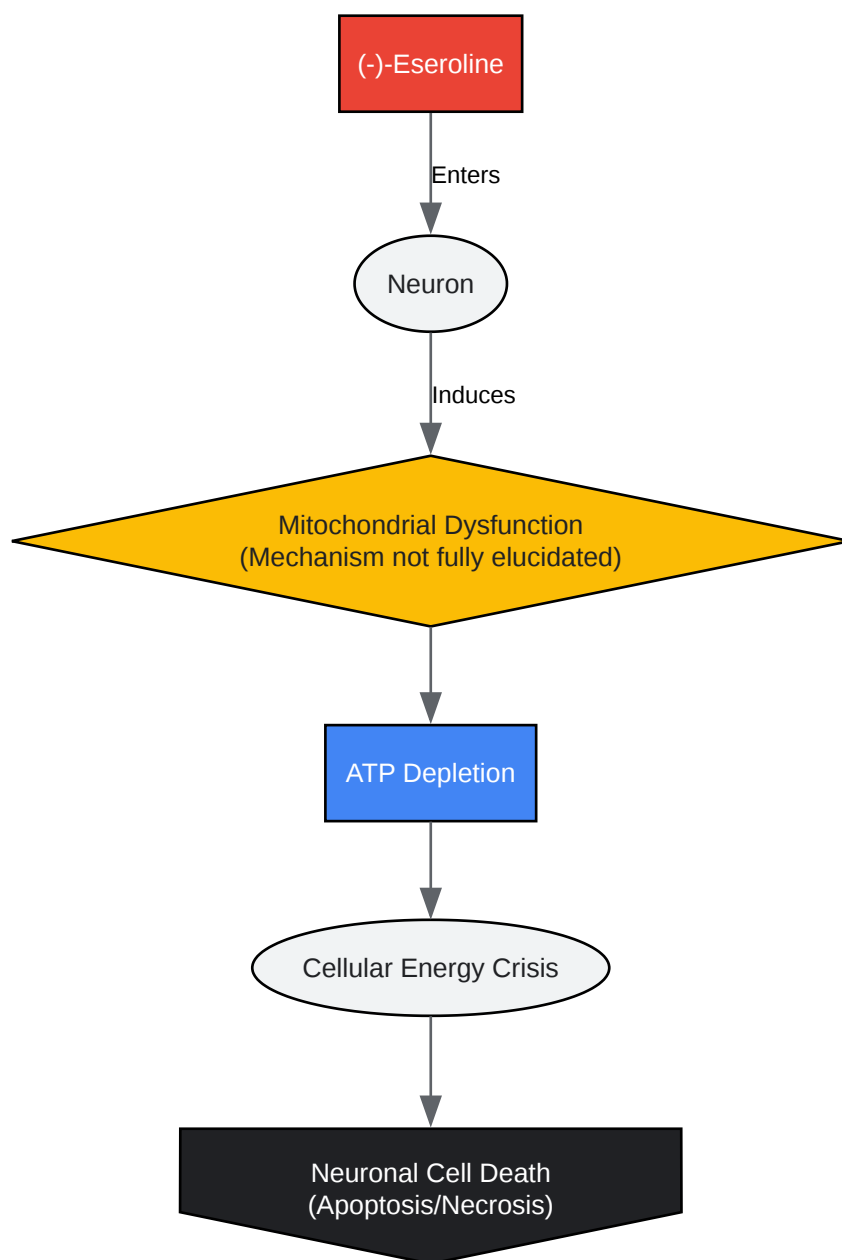 (-)-Eseroline
Enters
Neuron
Induces
Mitochondrial Dysfunction
(Mechanism not fully elucidated)
ATP Depletion
Cellular Energy Crisis
Neuronal Cell Death
(Apoptosis/Necrosis)